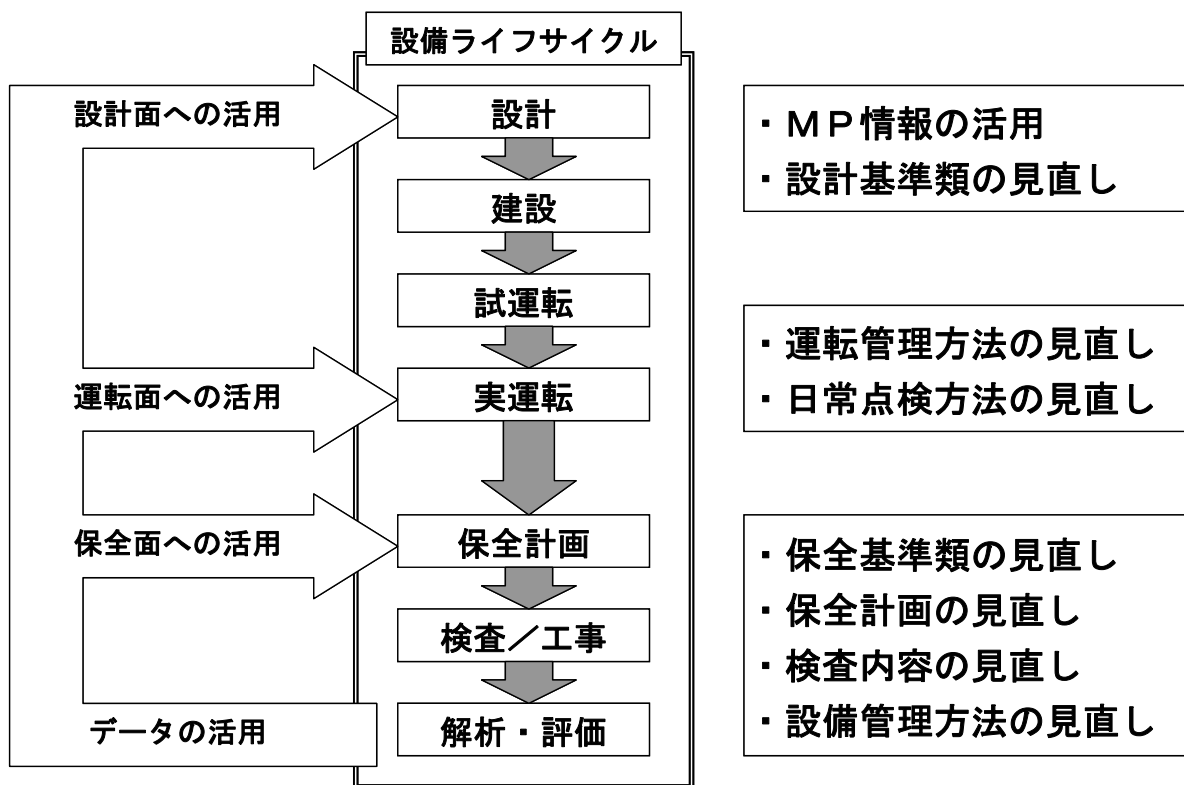 設備ライフサイクル
設計面への活用
運転面への活用
保全面への活用
データの活用
設計
建設
試運転
実運転
保全計画
検査／工事
解析・評価
・ＭＰ情報の活用
・設計基準類の見直し
・運転管理方法の見直し
・日常点検方法の見直し
・保全基準類の見直し
・保全計画の見直し
・検査内容の見直し
・設備管理方法の見直し